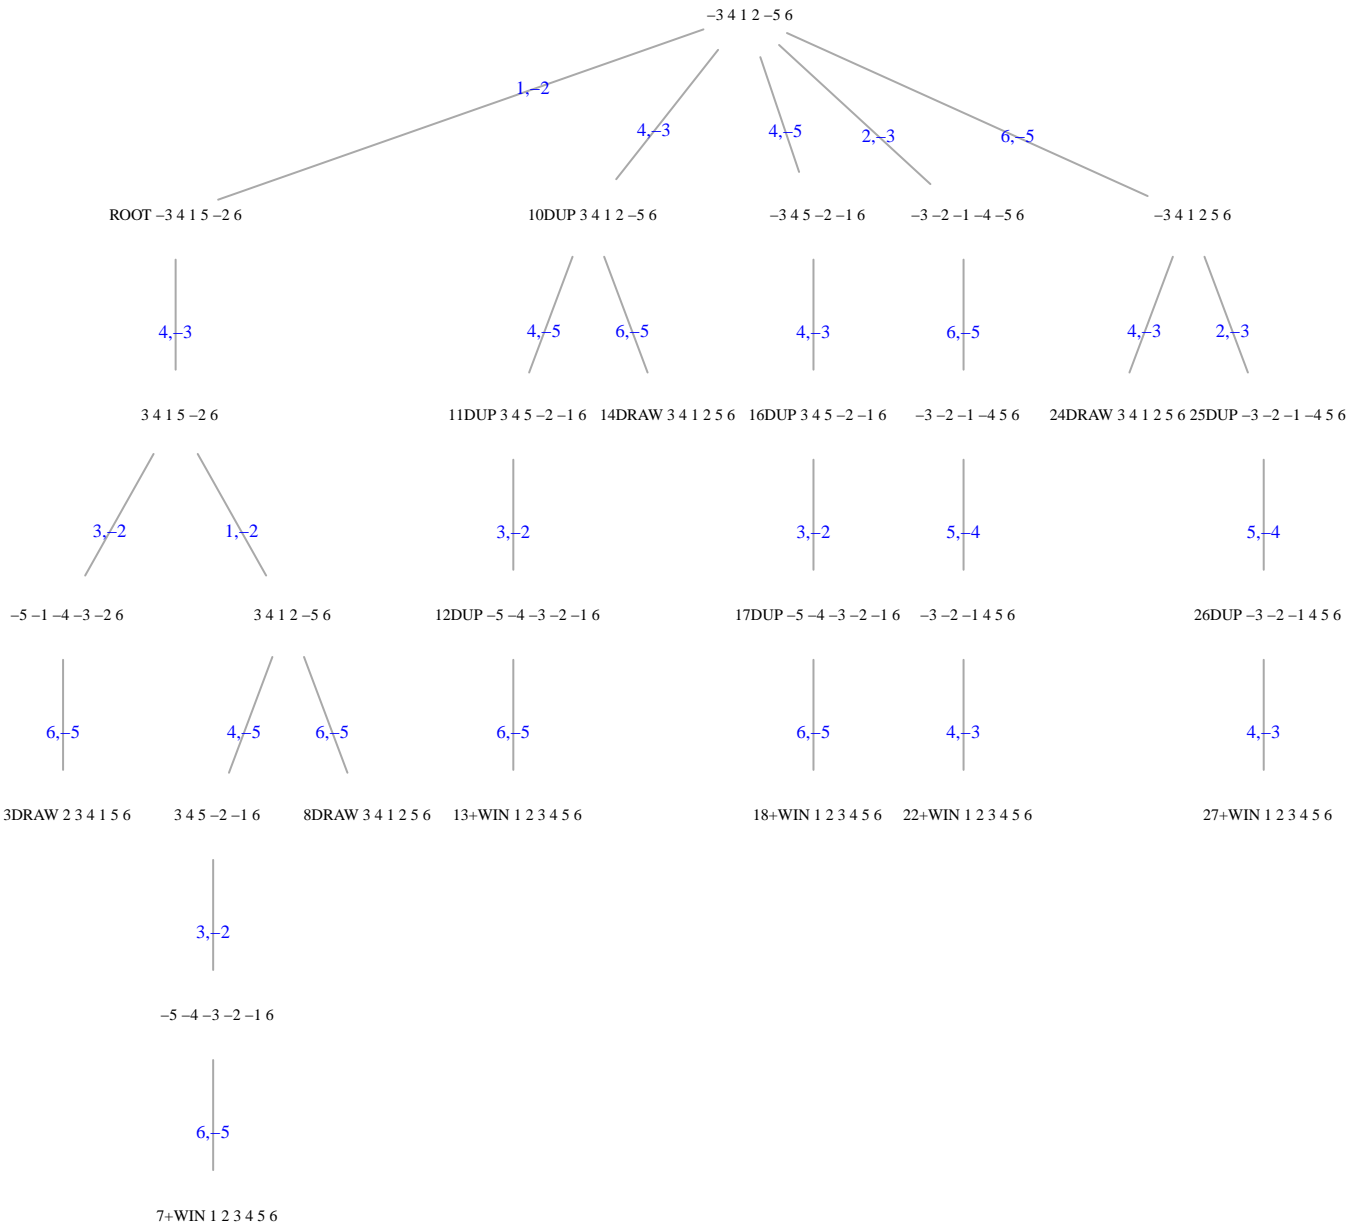 −3 4 1 2 −5 6
1,−2
4,−3
4,−5
2,−3
6,−5
ROOT −3 4 1 5 −2 6
10DUP 3 4 1 2 −5 6
−3 4 5 −2 −1 6
−3 −2 −1 −4 −5 6
−3 4 1 2 5 6
4,−3
4,−5
6,−5
4,−3
6,−5
4,−3
2,−3
3 4 1 5 −2 6
11DUP 3 4 5 −2 −1 6
14DRAW 3 4 1 2 5 6
16DUP 3 4 5 −2 −1 6
−3 −2 −1 −4 5 6
24DRAW 3 4 1 2 5 6
25DUP −3 −2 −1 −4 5 6
3,−2
1,−2
3,−2
3,−2
5,−4
5,−4
−5 −1 −4 −3 −2 6
3 4 1 2 −5 6
12DUP −5 −4 −3 −2 −1 6
17DUP −5 −4 −3 −2 −1 6
−3 −2 −1 4 5 6
26DUP −3 −2 −1 4 5 6
6,−5
4,−5
6,−5
6,−5
6,−5
4,−3
4,−3
3DRAW 2 3 4 1 5 6
3 4 5 −2 −1 6
8DRAW 3 4 1 2 5 6
13+WIN 1 2 3 4 5 6
18+WIN 1 2 3 4 5 6
22+WIN 1 2 3 4 5 6
27+WIN 1 2 3 4 5 6
3,−2
−5 −4 −3 −2 −1 6
6,−5
7+WIN 1 2 3 4 5 6